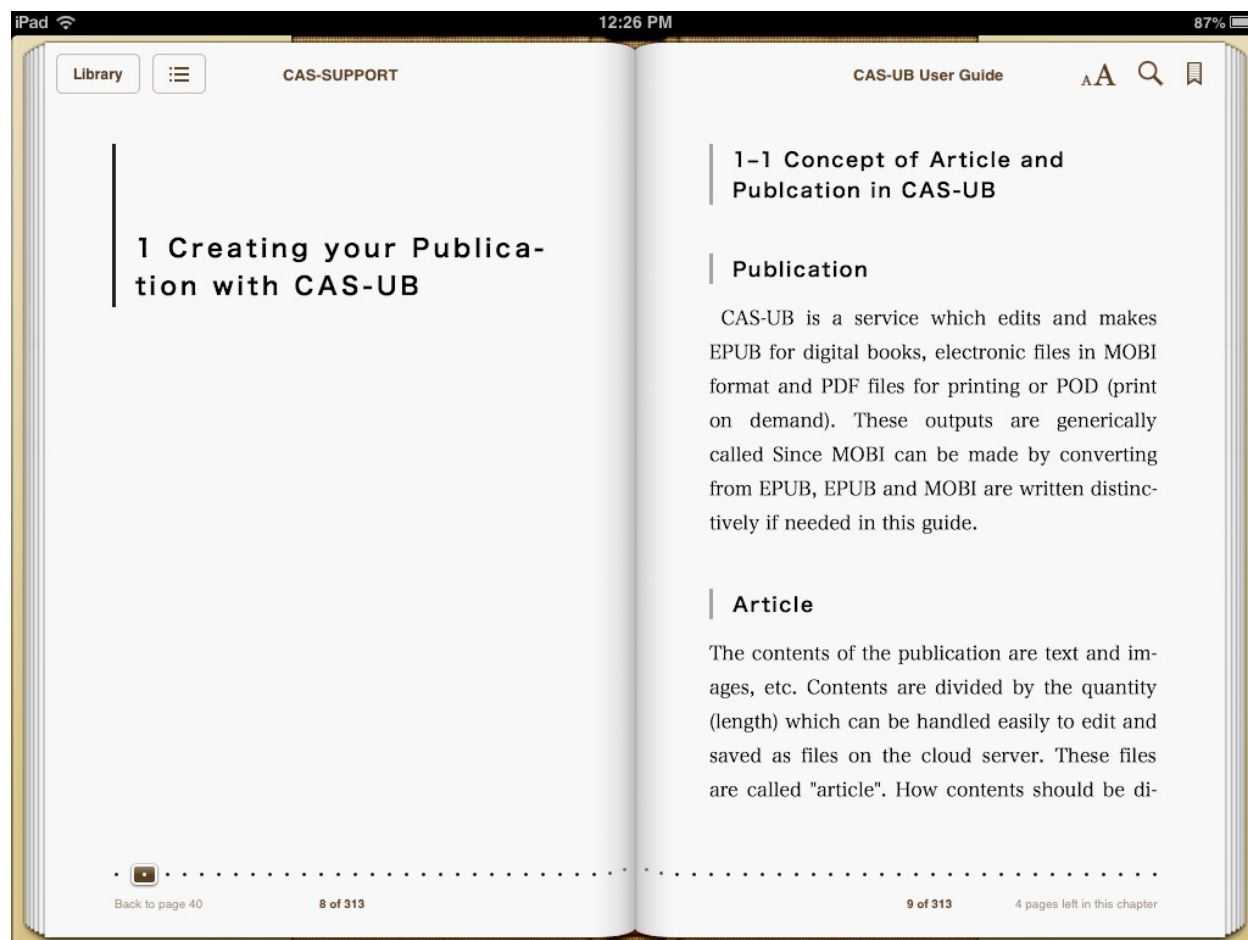 iPad 12:26 PM 87%
Library CAS-SUPPORT CAS-UB User Guide AA
1 Creating your Publica-
tion with CAS-UB
1-1 Concept of Article and
Publcation in CAS-UB
Publication
CAS-UB is a service which edits and makes
EPUB for digital books, electronic files in MOBI
format and PDF files for printing or POD (print
on demand). These outputs are generically
called Since MOBI can be made by converting
from EPUB, EPUB and MOBI are written distinc-
tively if needed in this guide.
Article
The contents of the publication are text and im-
ages, etc. Contents are divided by the quantity
(length) which can be handled easily to edit and
saved as files on the cloud server. These files
are called "article". How contents should be di-
Back to page 40 8 of 313 9 of 313 4 pages left in this chapter